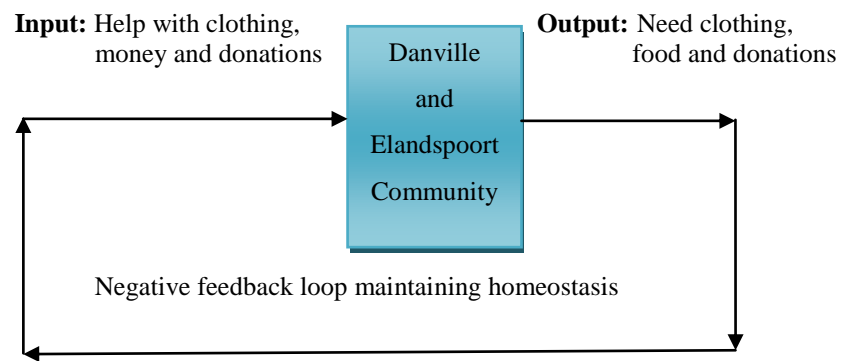 Input: Help with clothing,
money and donations
Danville
and
Elandspoort
Community
Output: Need clothing,
food and donations
Negative feedback loop maintaining homeostasis